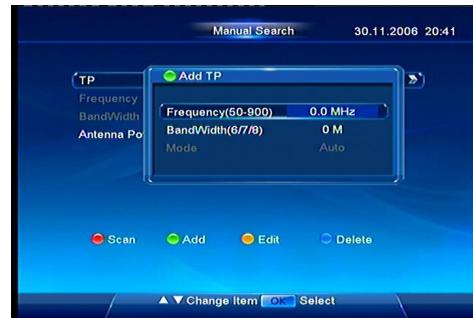 Manual Search 30.11.2006 20:41
TP
Add TP
Frequency
BandWidth
Antenna Po
Frequency(50-900) 0.0 MHz
BandWidth(6/7/8) 0 M
Mode Auto
Scan Add Edit Delete
▲ ▼ Change Item OK Select